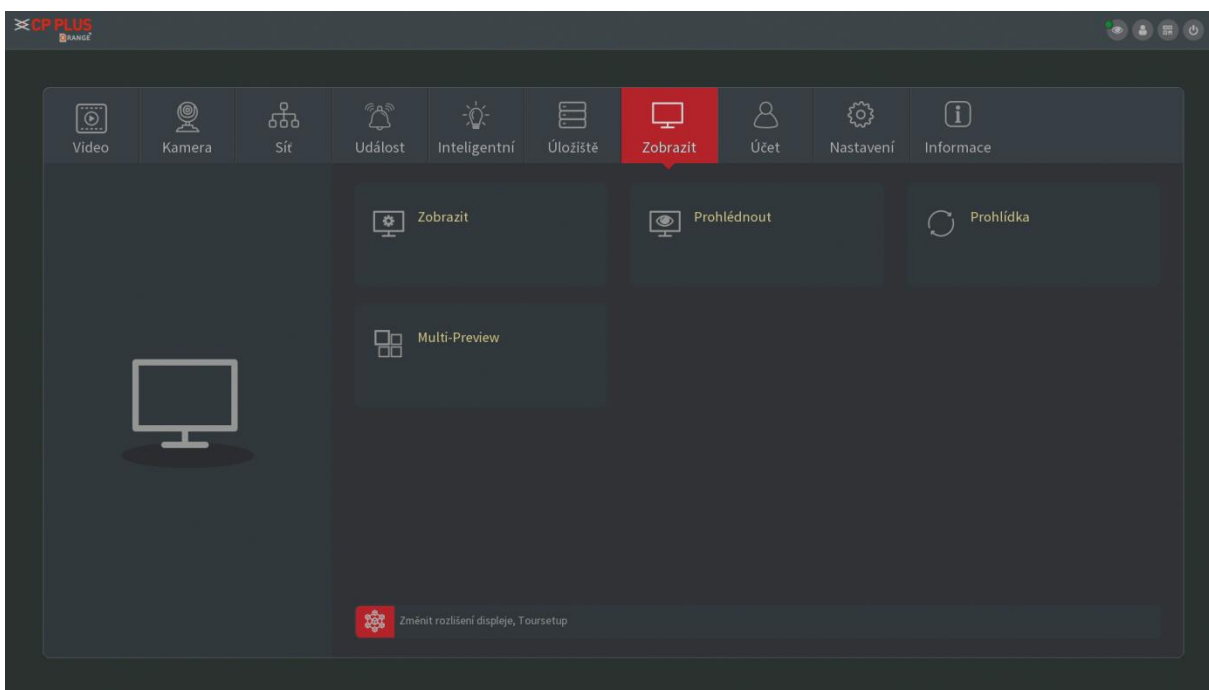 CP PLUS
ORANGE
Video Kamera Síť Událost Inteligentní Úložiště Zobrazit Účet Nastavení Informace
Zobrazit Prohlédnout Prohlídka
Multi-Preview
Změnit rozlišení displeje, Toursetup